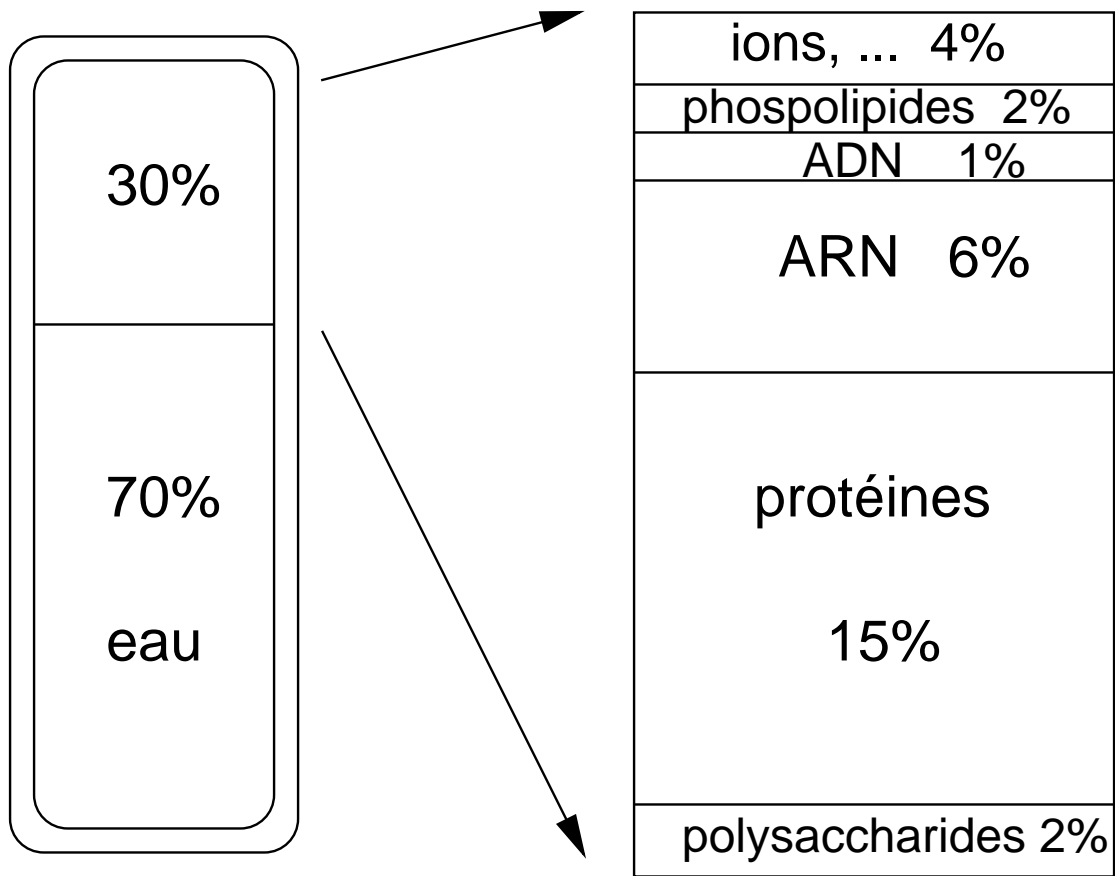 30%
70%
eau
ions, ... 4%
phospolipides 2%
ADN 1%
ARN 6%
protéines
15%
polysaccharides 2%